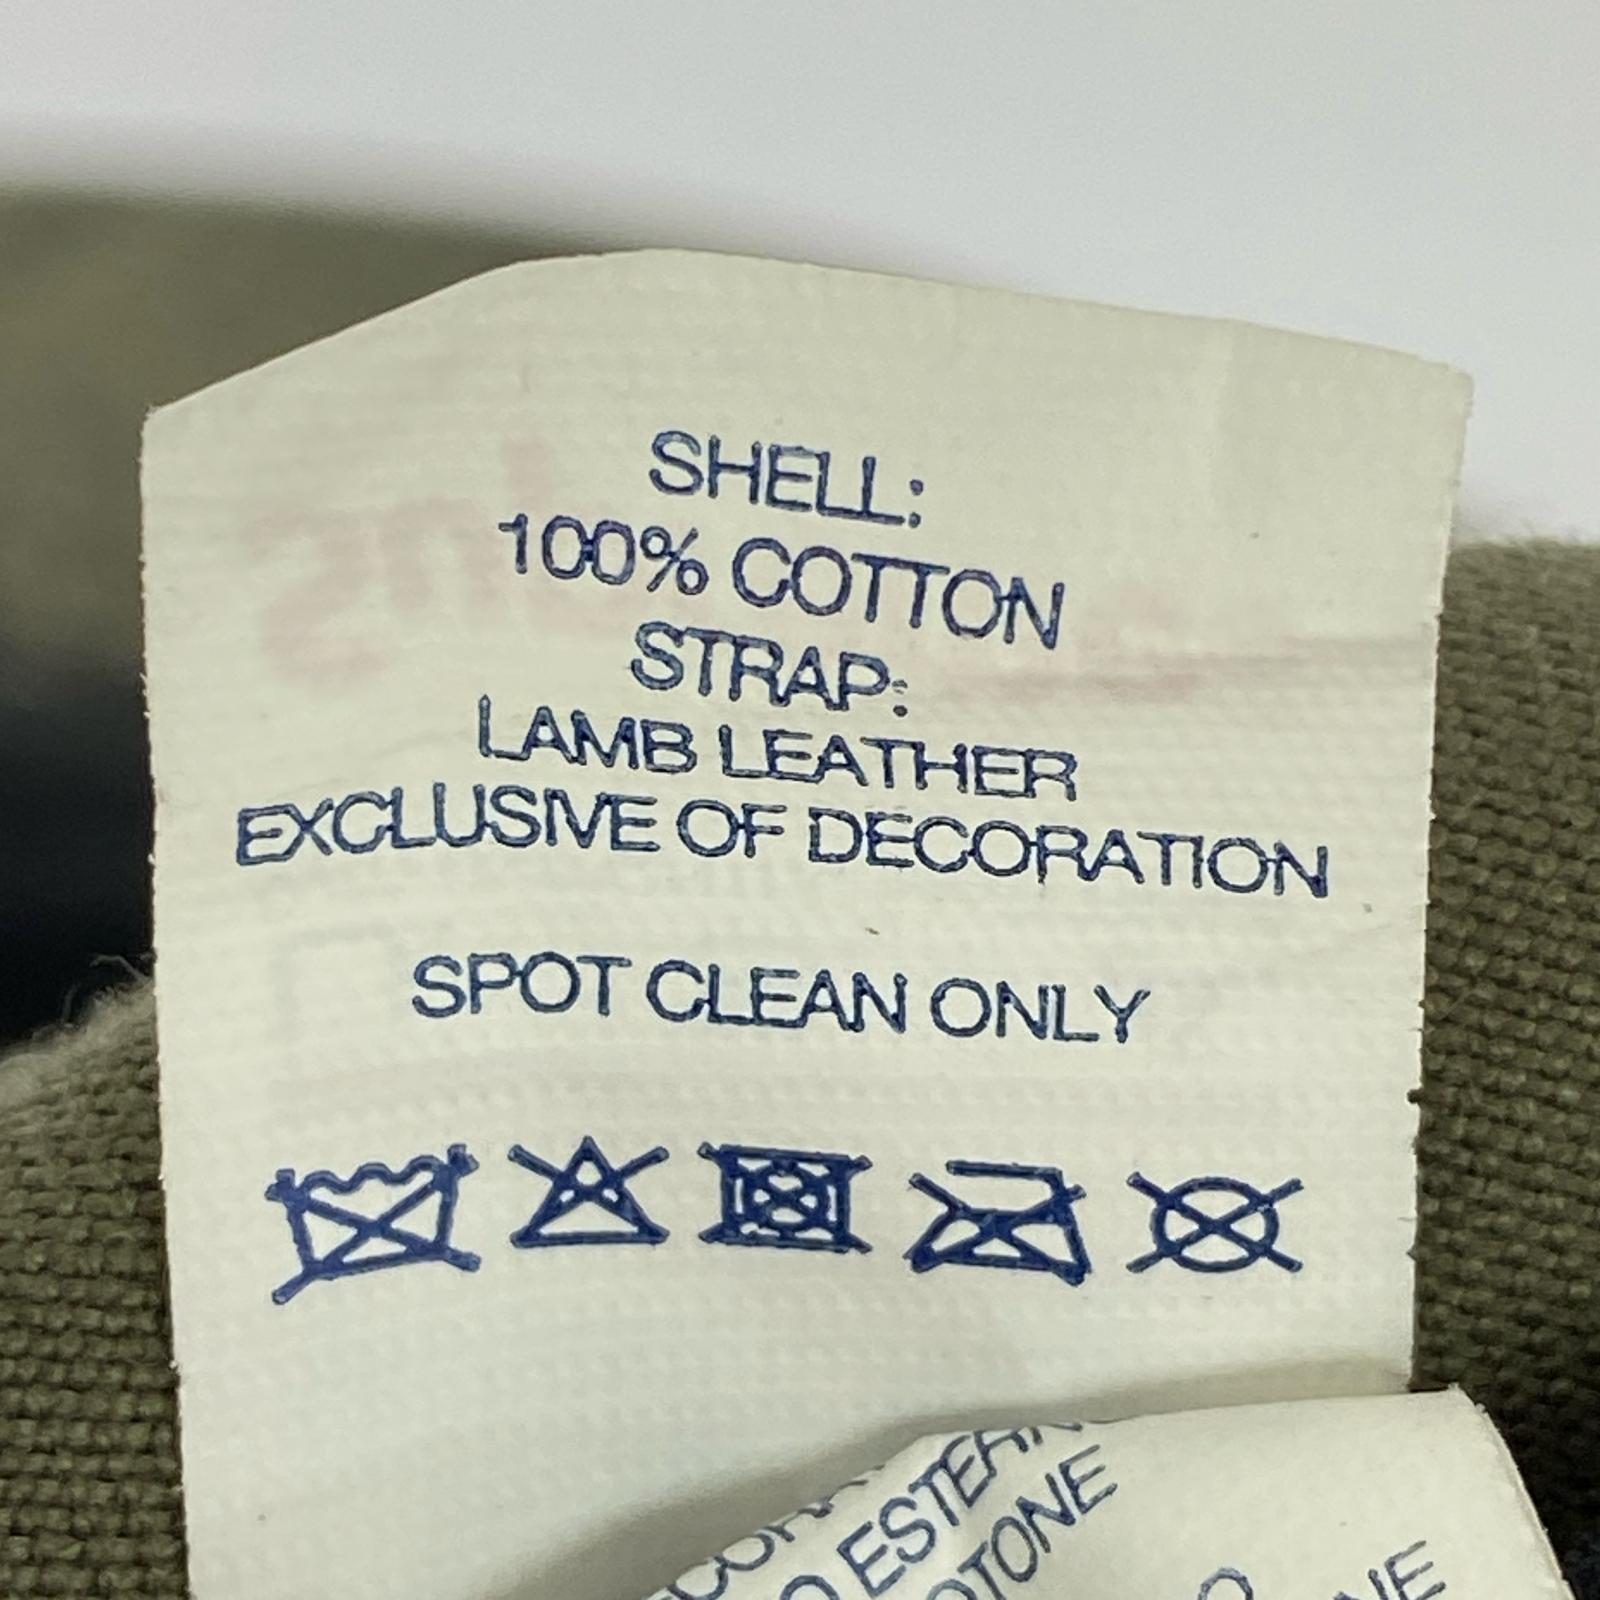 SHELL:
100% COTTON
STRAP:
LAMB LEATHER
EXCLUSIVE OF DECORATION
SPOT CLEAN ONLY